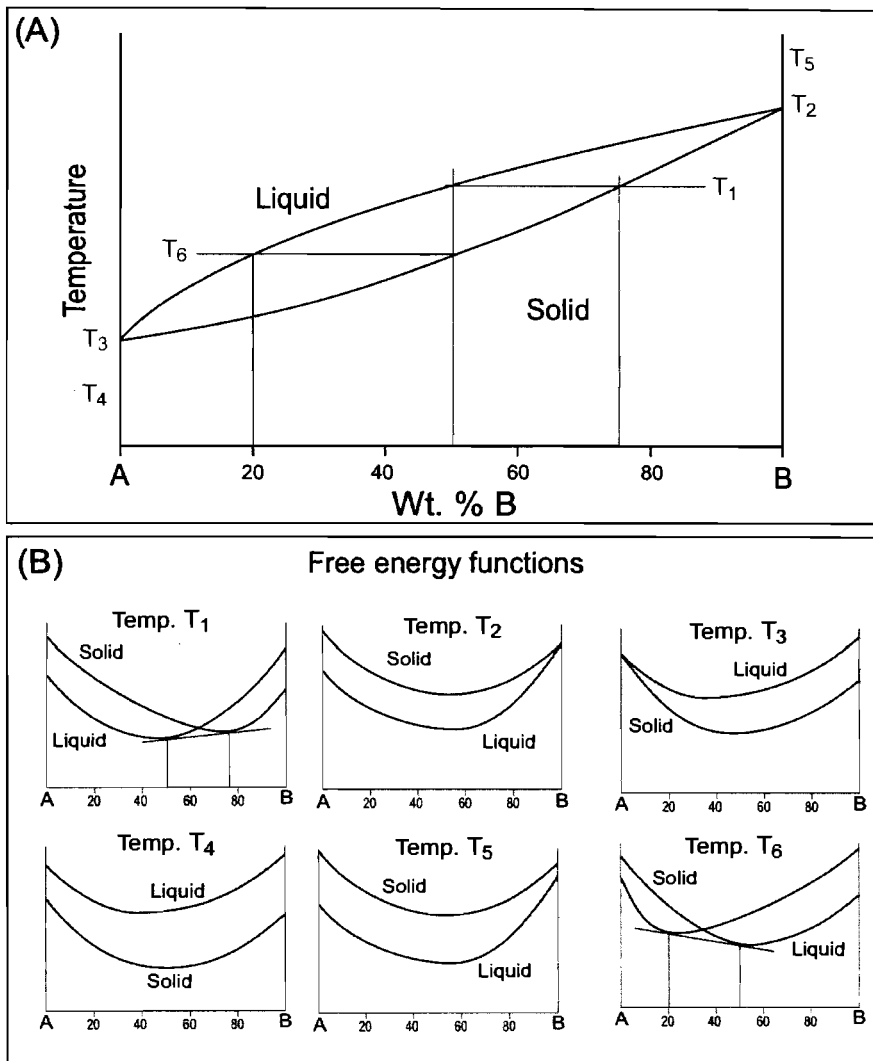 (A)
T5
T2
Liquid
T1
T6
Temperature
Solid
T3
T4
A 20 40 60 80 B
Wt. % B
(B) Free energy functions
Temp. T1
Solid
Liquid
A 20 40 60 80 B
Temp. T2
Solid
Liquid
A 20 40 60 80 B
Temp. T3
Liquid
Solid
A 20 40 60 80 B
Temp. T4
Liquid
Solid
A 20 40 60 80 B
Temp. T5
Solid
Liquid
A 20 40 60 80 B
Temp. T6
Solid
Liquid
A 20 40 60 80 B